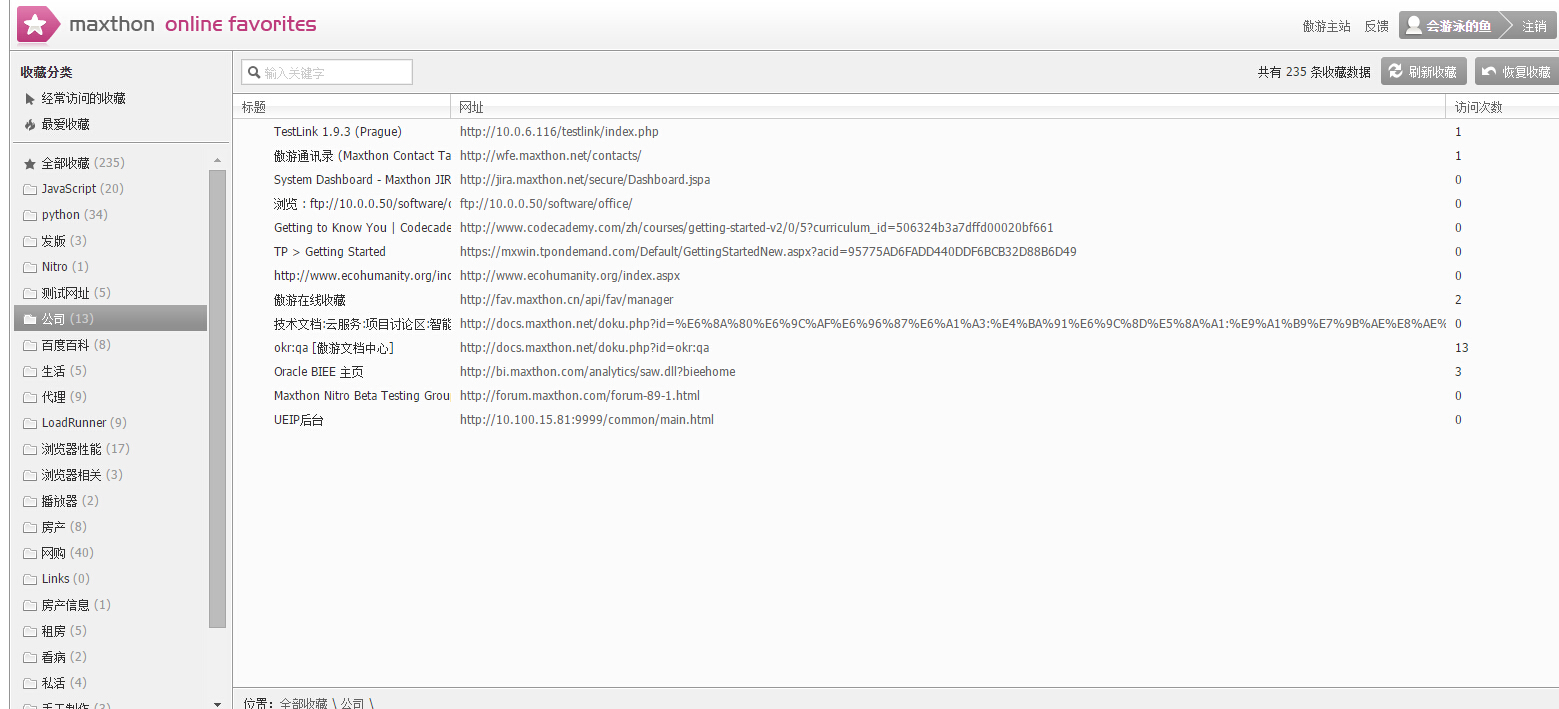 maxthon online favorites
傲游主站 反馈 会游泳的鱼 注销
收藏分类
经常访问的收藏
最爱收藏
全部收藏 (235)
JavaScript (20)
python (34)
发版 (3)
Nitro (1)
测试网址 (5)
公司 (13)
百度百科 (8)
生活 (5)
代理 (9)
LoadRunner (9)
浏览器性能 (17)
浏览器相关 (3)
播放器 (2)
房产 (8)
网购 (40)
Links (0)
房产信息 (1)
租房 (5)
看病 (2)
私活 (4)
手工制作 (3)
输入关键字
共有 235 条收藏数据 刷新收藏 恢复收藏
标题 网址 访问次数
TestLink 1.9.3 (Prague) http://10.0.6.116/testlink/index.php 1
傲游通讯录 (Maxthon Contact Ta http://wfe.maxthon.net/contacts/ 1
System Dashboard - Maxthon JIR http://jira.maxthon.net/secure/Dashboard.jspa 0
浏览 : ftp://10.0.0.50/software/o ftp://10.0.0.50/software/office/ 0
Getting to Know You | Codecade http://www.codecademy.com/zh/courses/getting-started-v2/0/5?curriculum_id=506324b3a7dffd00020bf661 0
TP > Getting Started https://mxwin.tpondemand.com/Default/GettingStartedNew.aspx?acid=95775AD6FADD440DDF6BCB32D88B6D49 0
http://www.ecohumanity.org/ind http://www.ecohumanity.org/index.aspx 0
傲游在线收藏 http://fav.maxthon.cn/api/fav/manager 2
技术文档:云服务:项目讨论区:智能 http://docs.maxthon.net/doku.php?id=%E6%8A%80%E6%9C%AF%E6%96%87%E6%A1%A3:%E4%BA%91%E6%9C%8D%E5%8A%A1:%E9%A1%B9%E7%9B%AE%E8%AE% 0
okr:qa [傲游文档中心] http://docs.maxthon.net/doku.php?id=okr:qa 13
Oracle BIEE 主页 http://bi.maxthon.com/analytics/saw.dll?bieehome 3
Maxthon Nitro Beta Testing Grou http://forum.maxthon.com/forum-89-1.html 0
UEIP后台 http://10.100.15.81:9999/common/main.html 0
位置: 全部收藏 \ 公司 \